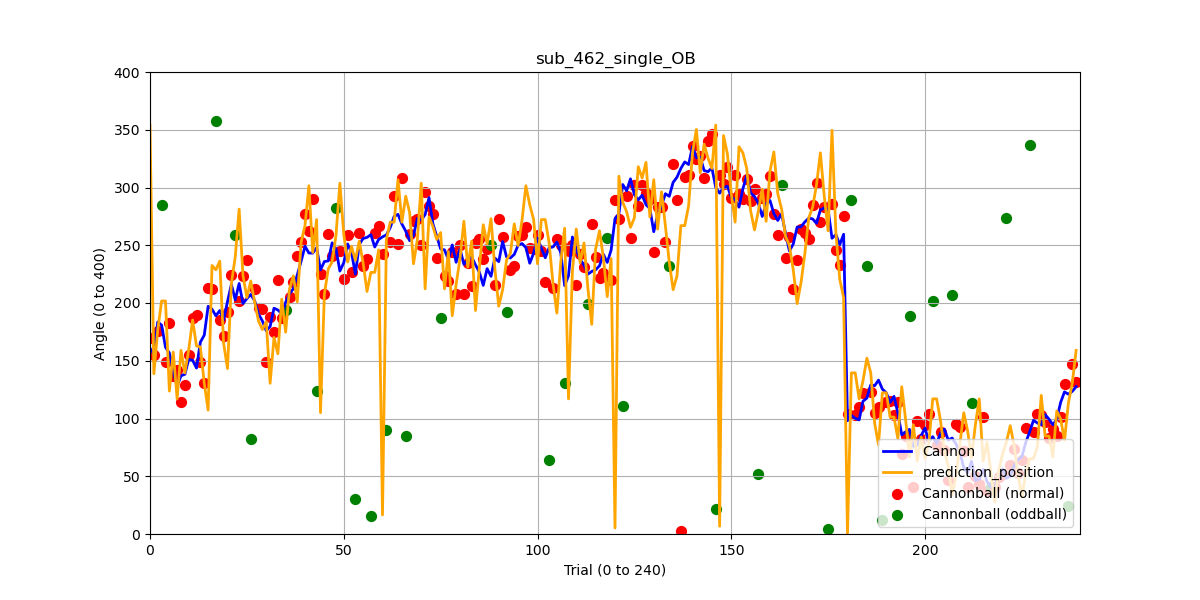 sub_462_single_OB
400
350
300
250
200
150
100
50
0
Angle (0 to 400)
0 50 100 150 200
Trial (0 to 240)
Cannon
prediction_position
Cannonball (normal)
Cannonball (oddball)